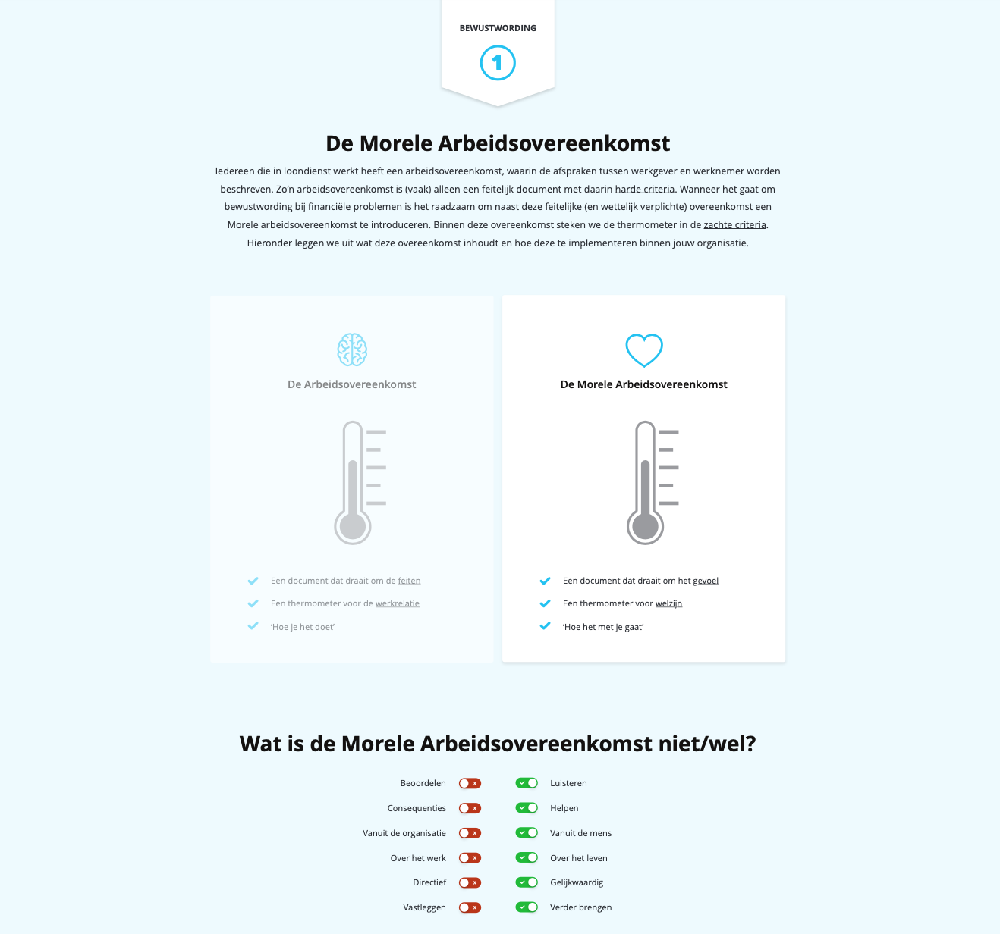 BEWUSTWORDING
1
De Morele Arbeidsovereenkomst
Iedereen die in loondienst werkt heeft een arbeidsovereenkomst, waarin de afspraken tussen werkgever en werknemer worden
beschreven. Zo’n arbeidsovereenkomst is (vaak) alleen een feitelijk document met daarin harde criteria. Wanneer het gaat om
bewustwording bij financiële problemen is het raadzaam om naast deze feitelijke (en wettelijk verplichte) overeenkomst een
Morele arbeidsovereenkomst te introduceren. Binnen deze overeenkomst steken we de thermometer in de zachte criteria.
Hieronder leggen we uit wat deze overeenkomst inhoudt en hoe deze te implementeren binnen jouw organisatie.
De Arbeidsovereenkomst
Een document dat draait om de feiten
Een thermometer voor de werkrelatie
‘Hoe je het doet’
De Morele Arbeidsovereenkomst
Een document dat draait om het gevoel
Een thermometer voor welzijn
‘Hoe het met je gaat’
Wat is de Morele Arbeidsovereenkomst niet/wel?
Beoordelen x Luisteren
Consequenties x Helpen
Vanuit de organisatie x Vanuit de mens
Over het werk x Over het leven
Directief x Gelijkwaardig
Vastleggen x Verder brengen